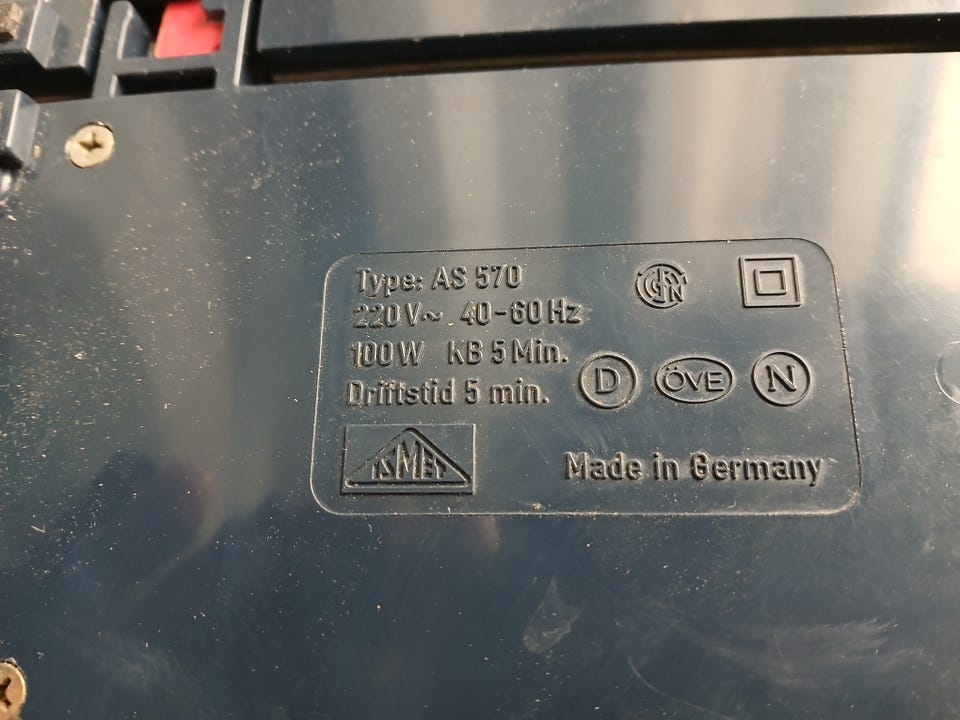 Type: AS 570
220 V~ 40-60 Hz
100 W KB 5 Min.
Driftstid 5 min.
D ÖVE N
ISMET
Made in Germany